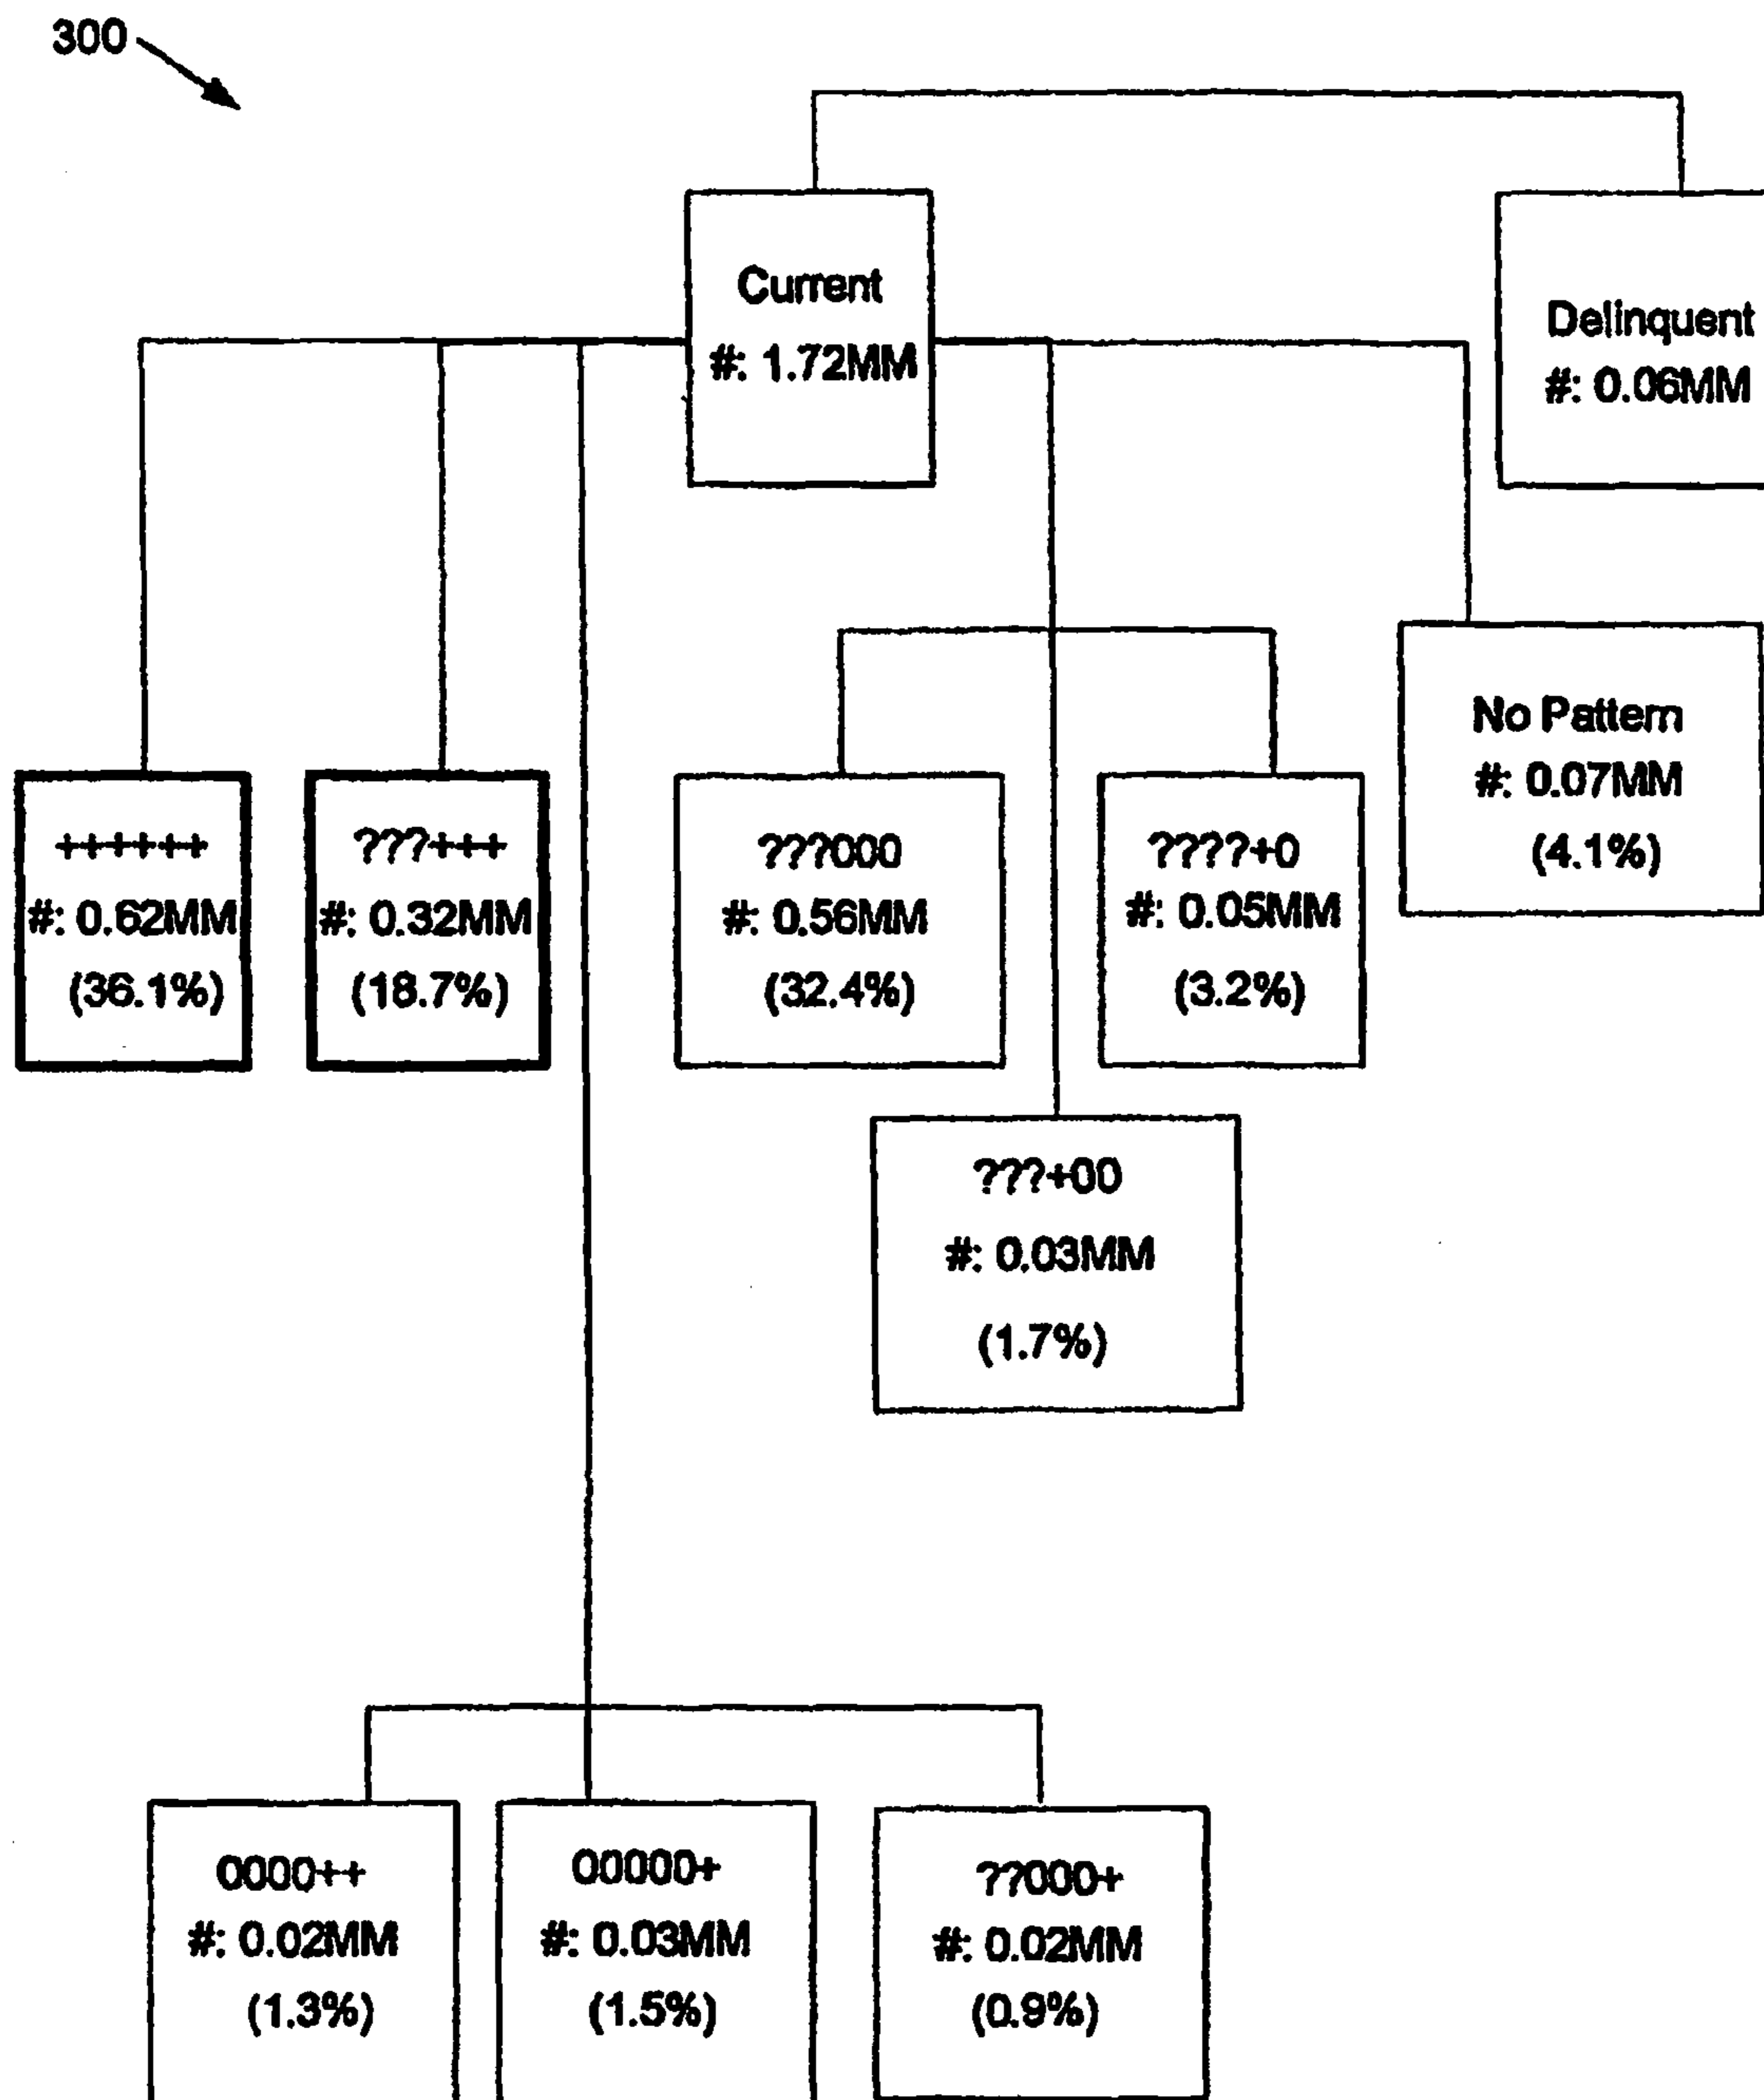 300
Current
#: 1.72MM
Delinquent
#: 0.06MM
No Pattern
#: 0.07MM
(4.1%)
++++++
#: 0.62MM
(36.1%)
???+++
#: 0.32MM
(18.7%)
???000
#: 0.56MM
(32.4%)
????+0
#: 0.05MM
(3.2%)
???+00
#: 0.03MM
(1.7%)
0000++
#: 0.02MM
(1.3%)
00000+
#: 0.03MM
(1.5%)
??000+
#: 0.02MM
(0.9%)